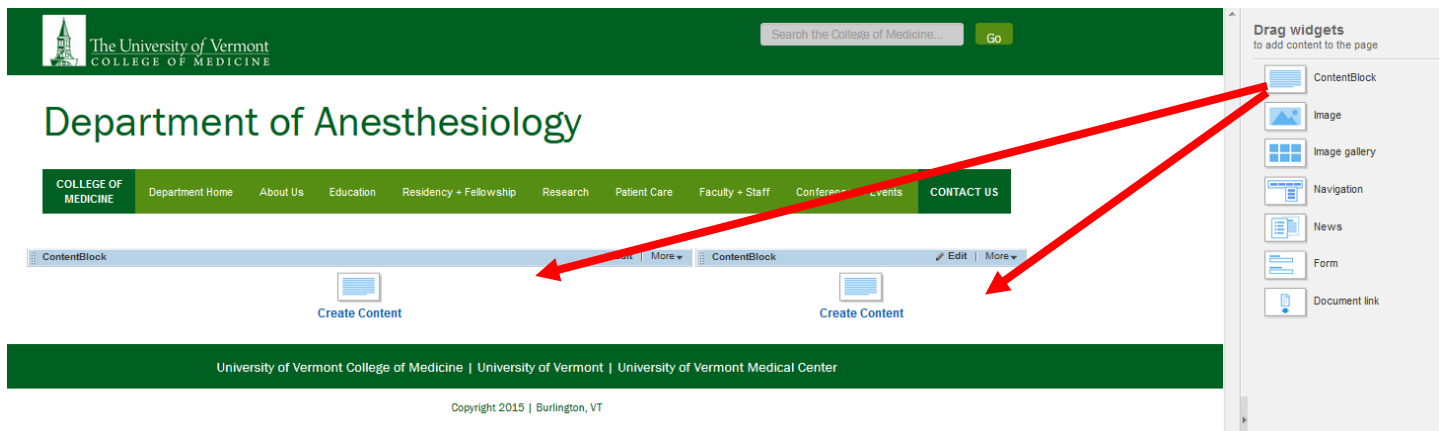 The University of Vermont
COLLEGE OF MEDICINE
Search the College of Medicine...
Go
Department of Anesthesiology
COLLEGE OF
MEDICINE
Department Home
About Us
Education
Residency + Fellowship
Research
Patient Care
Faculty + Staff
Events
CONTACT US
ContentBlock
More
ContentBlock
Edit | More
Create Content
Create Content
University of Vermont College of Medicine | University of Vermont | University of Vermont Medical Center
Copyright 2015 | Burlington, VT
Drag widgets
to add content to the page
ContentBlock
Image
Image gallery
Navigation
News
Form
Document link